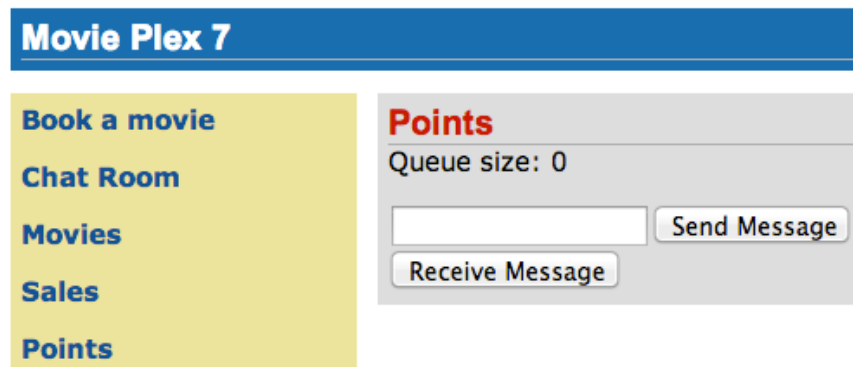 Movie Plex 7
Book a movie
Chat Room
Movies
Sales
Points
Points
Queue size: 0
Send Message
Receive Message